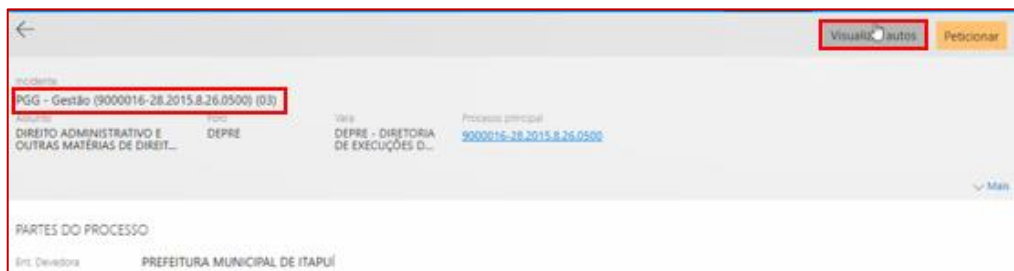 Visualizar autos
Peticionar
Incidente
PGG - Gestão (9000016-28.2015.8.26.0500) (03)
Assunto Foro Vara Processo principal
DIREITO ADMINISTRATIVO E DEPRE DEPRE - DIRETORIA 9000016-28.2015.8.26.0500
OUTRAS MATÉRIAS DE DIREIT... DE EXECUÇÕES D...
Mais
PARTES DO PROCESSO
Ent. Devedora PREFEITURA MUNICIPAL DE ITAPUÍ